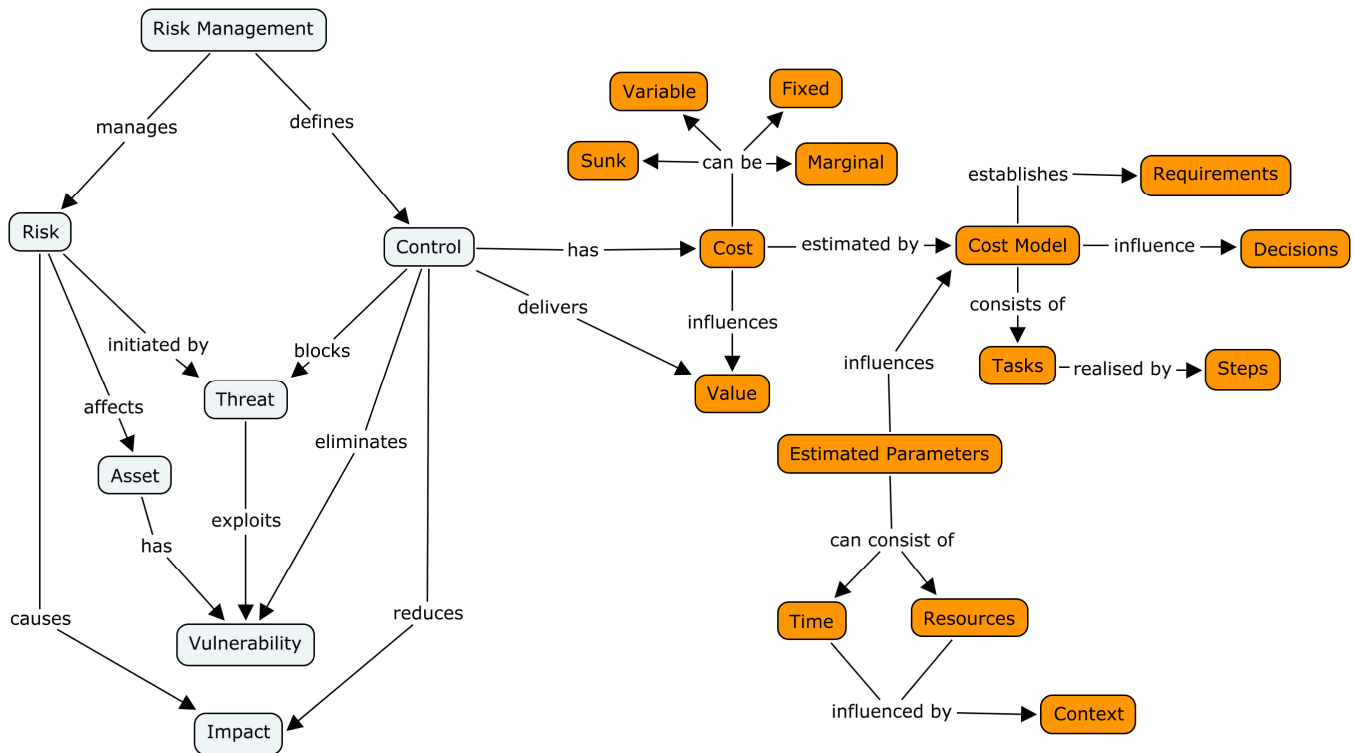 Risk Management
Variable
Fixed
manages
defines
Sunk
can be
Marginal
establishes
Requirements
Risk
Control
has
Cost
estimated by
Cost Model
influence
Decisions
delivers
influences
consists of
initiated by
blocks
influences
Tasks
realised by
Steps
Threat
Value
affects
eliminates
Estimated Parameters
Asset
exploits
can consist of
has
causes
reduces
Time
Resources
Vulnerability
influenced by
Context
Impact